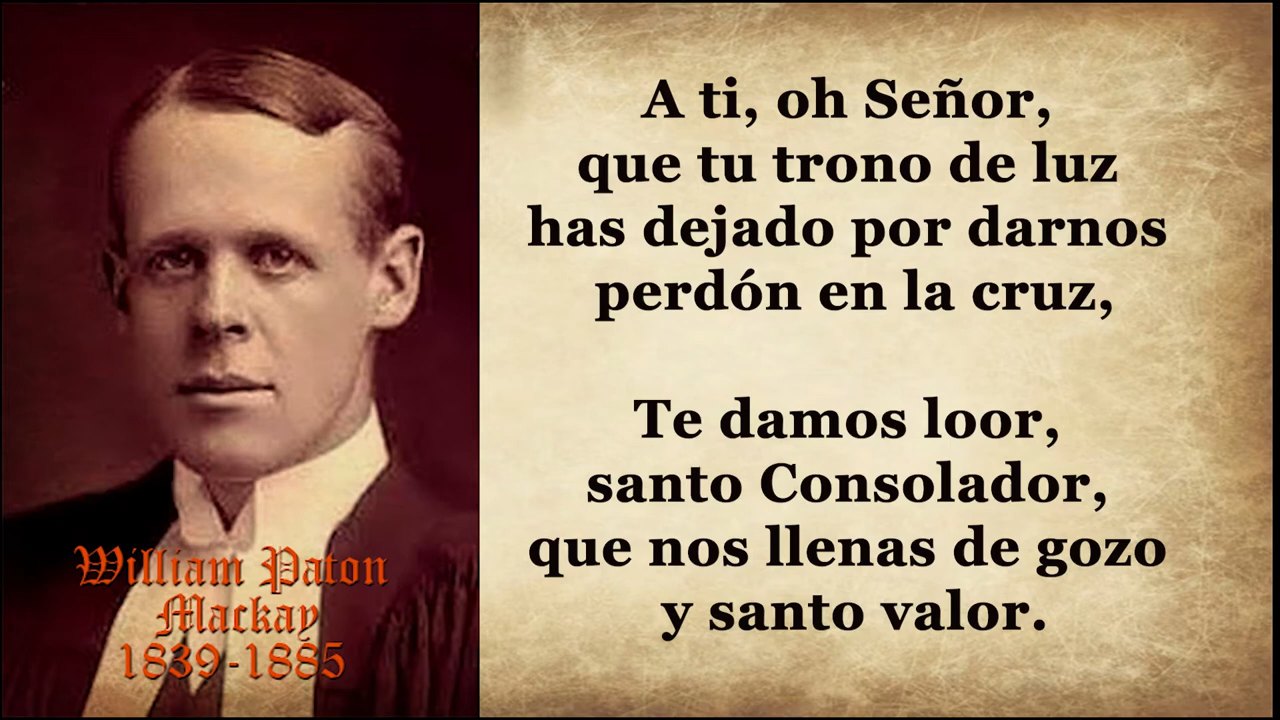 William Paton
Mackay
1839-1885
A ti, oh Señor,
que tu trono de luz
has dejado por darnos
perdón en la cruz,
Te damos loor,
santo Consolador,
que nos llenas de gozo
y santo valor.